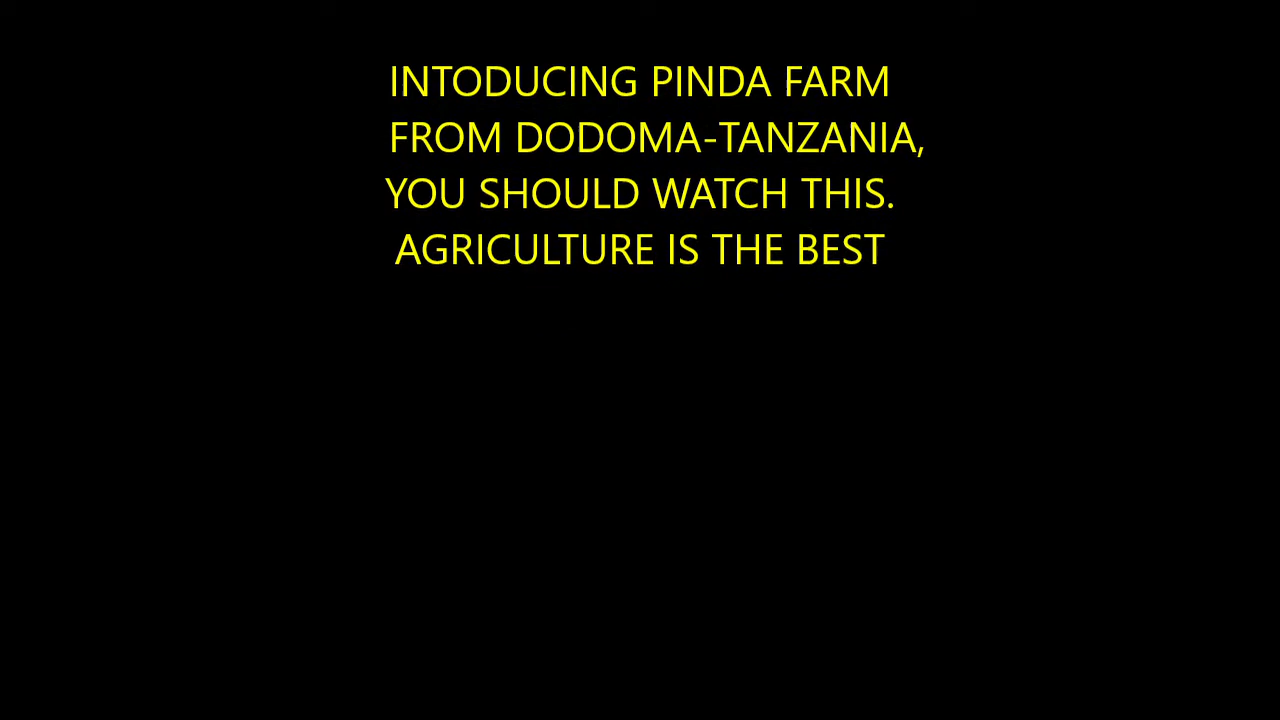 INTODUCING PINDA FARM
FROM DODOMA-TANZANIA,
YOU SHOULD WATCH THIS.
AGRICULTURE IS THE BEST